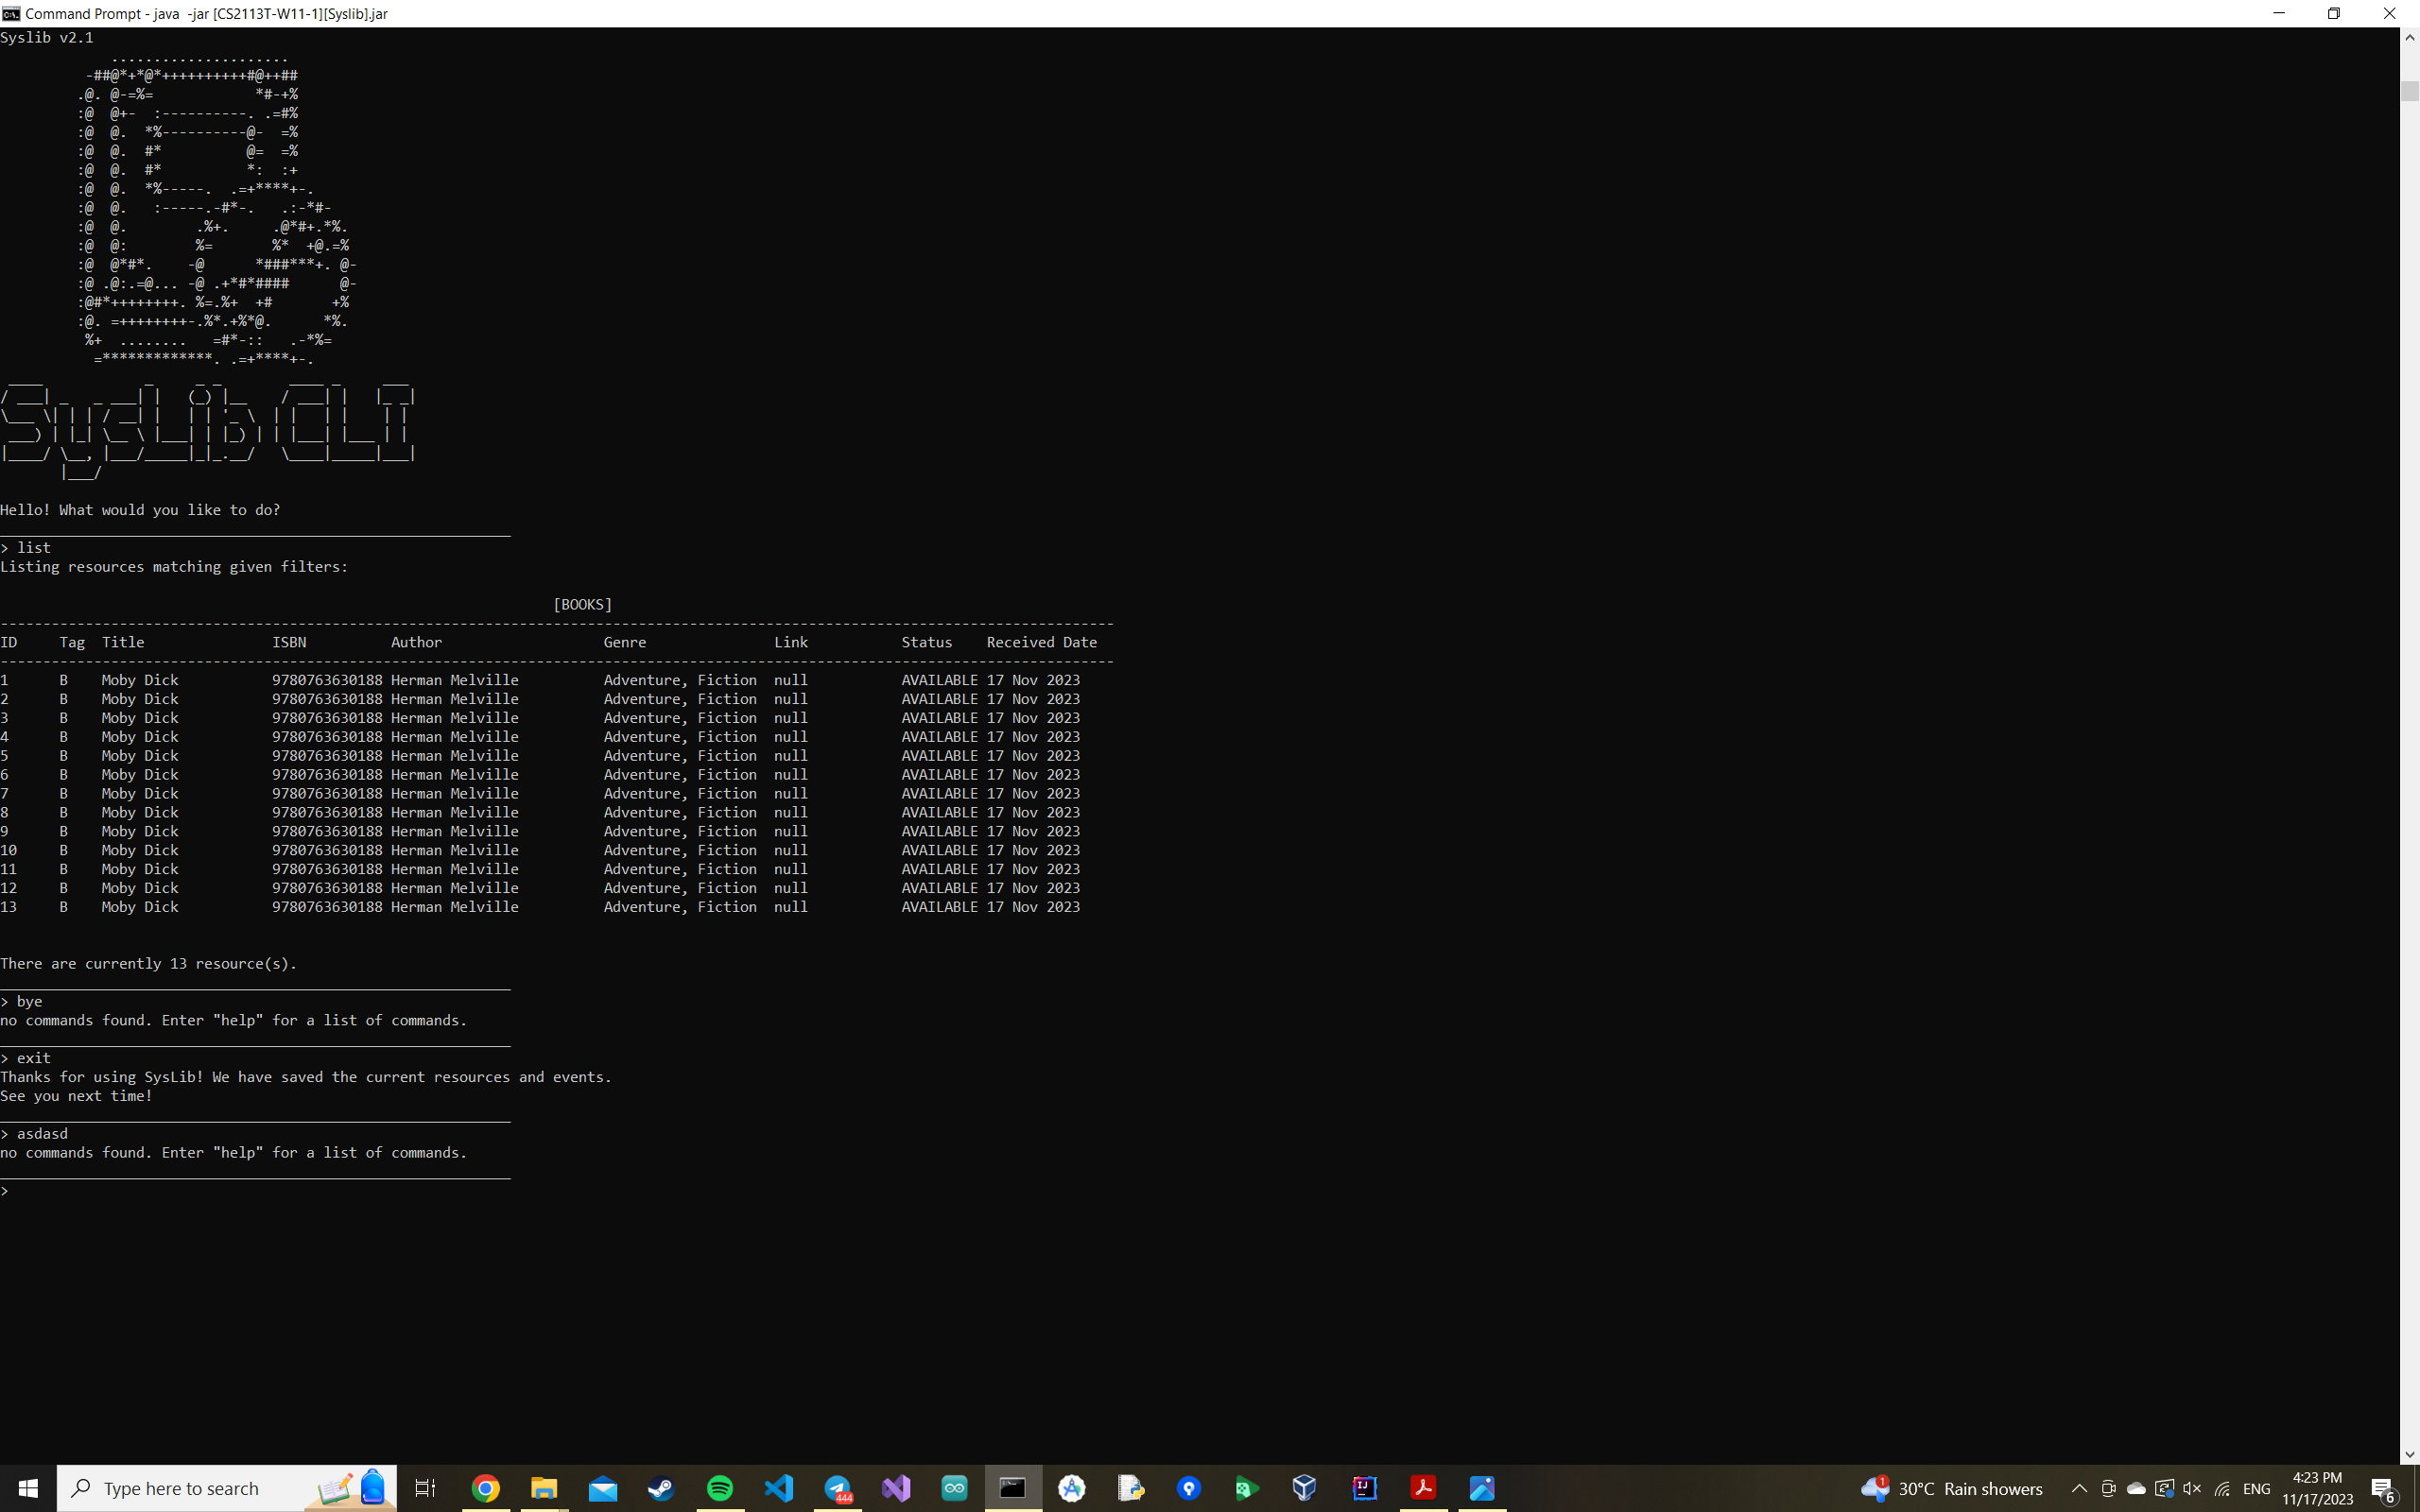 Command Prompt - java  -jar [CS2113T-W11-1][Syslib].jar
Syslib v2.1
SysLib CLI
Hello! What would you like to do?
> list
Listing resources matching given filters:
[BOOKS]
ID Tag Title ISBN Author Genre Link Status Received Date
1 B Moby Dick 9780763630188 Herman Melville Adventure, Fiction null AVAILABLE 17 Nov 2023
2 B Moby Dick 9780763630188 Herman Melville Adventure, Fiction null AVAILABLE 17 Nov 2023
3 B Moby Dick 9780763630188 Herman Melville Adventure, Fiction null AVAILABLE 17 Nov 2023
4 B Moby Dick 9780763630188 Herman Melville Adventure, Fiction null AVAILABLE 17 Nov 2023
5 B Moby Dick 9780763630188 Herman Melville Adventure, Fiction null AVAILABLE 17 Nov 2023
6 B Moby Dick 9780763630188 Herman Melville Adventure, Fiction null AVAILABLE 17 Nov 2023
7 B Moby Dick 9780763630188 Herman Melville Adventure, Fiction null AVAILABLE 17 Nov 2023
8 B Moby Dick 9780763630188 Herman Melville Adventure, Fiction null AVAILABLE 17 Nov 2023
9 B Moby Dick 9780763630188 Herman Melville Adventure, Fiction null AVAILABLE 17 Nov 2023
10 B Moby Dick 9780763630188 Herman Melville Adventure, Fiction null AVAILABLE 17 Nov 2023
11 B Moby Dick 9780763630188 Herman Melville Adventure, Fiction null AVAILABLE 17 Nov 2023
12 B Moby Dick 9780763630188 Herman Melville Adventure, Fiction null AVAILABLE 17 Nov 2023
13 B Moby Dick 9780763630188 Herman Melville Adventure, Fiction null AVAILABLE 17 Nov 2023
There are currently 13 resource(s).
> bye
no commands found. Enter "help" for a list of commands.
> exit
Thanks for using SysLib! We have saved the current resources and events.
See you next time!
> asdasd
no commands found. Enter "help" for a list of commands.
>
Type here to search
444
1
30°C Rain showers
ENG
4:23 PM
11/17/2023
6